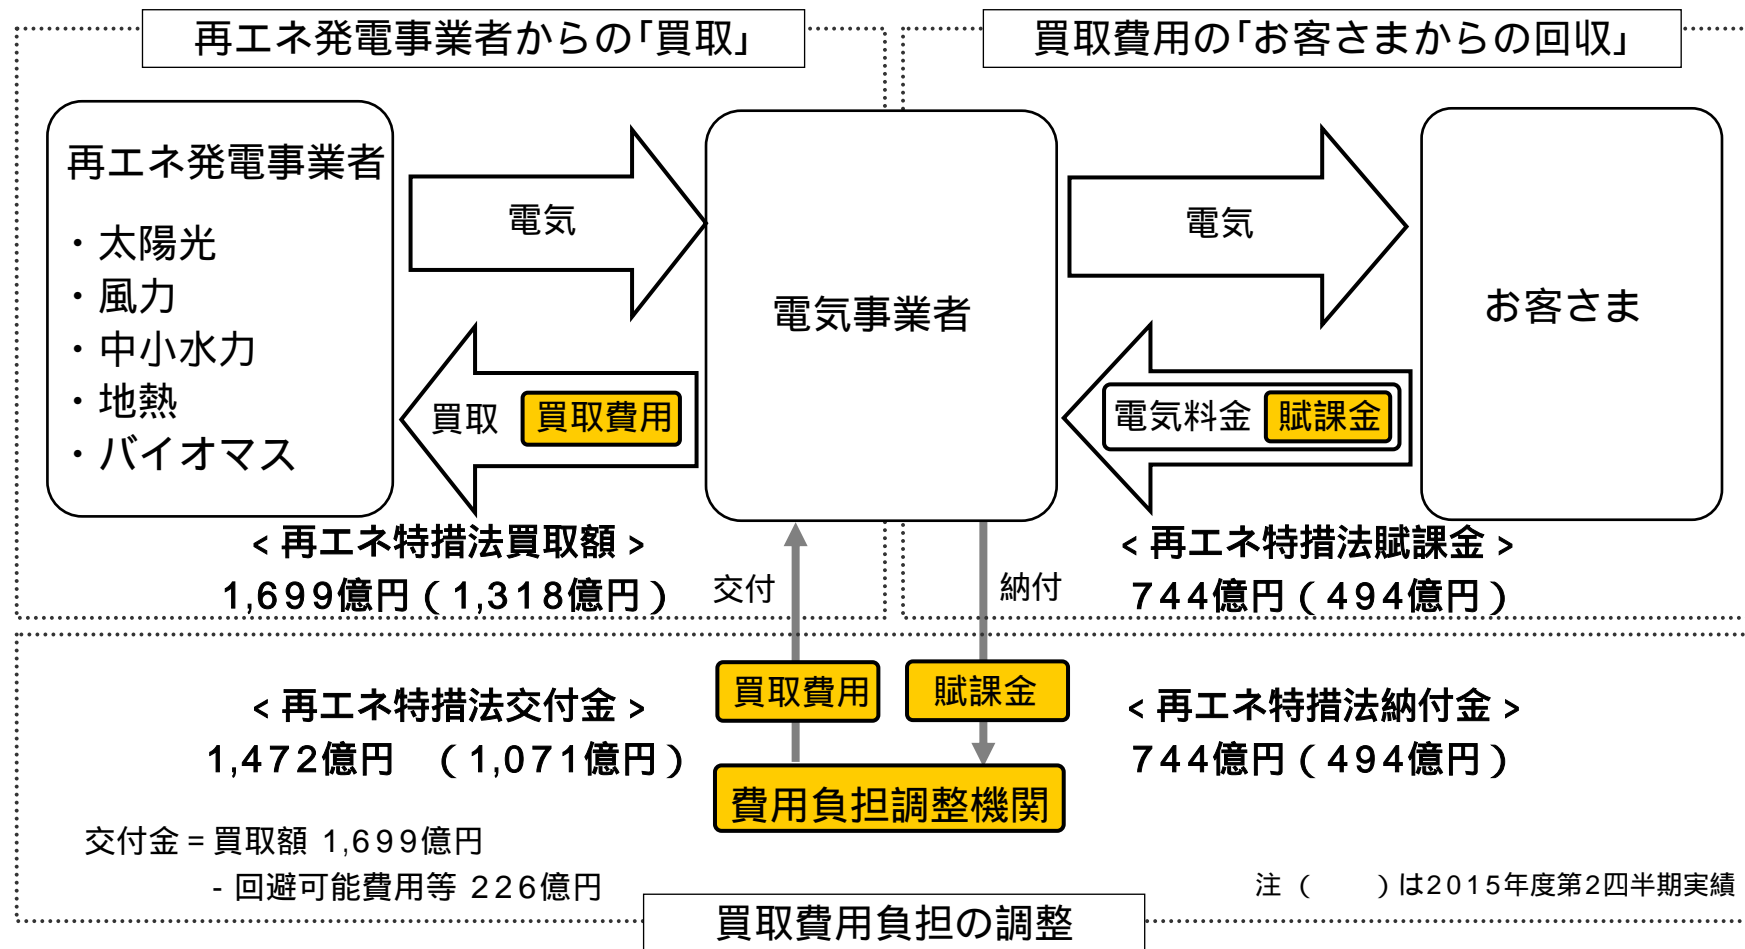 再エネ発電事業者からの「買取」
買取費用の「お客さまからの回収」
再エネ発電事業者
・太陽光
・風力
・中小水力
・地熱
・バイオマス
電気
買取 買取費用
電気事業者
電気
電気料金 賦課金
お客さま
<再エネ特措法買取額>
1,699億円(1,318億円)
交付
納付
<再エネ特措法賦課金>
744億円(494億円)
<再エネ特措法交付金>
1,472億円 (1,071億円)
買取費用
賦課金
<再エネ特措法納付金>
744億円(494億円)
費用負担調整機関
交付金=買取額 1,699億円
-回避可能費用等 226億円
注( )は2015年度第2四半期実績
買取費用負担の調整